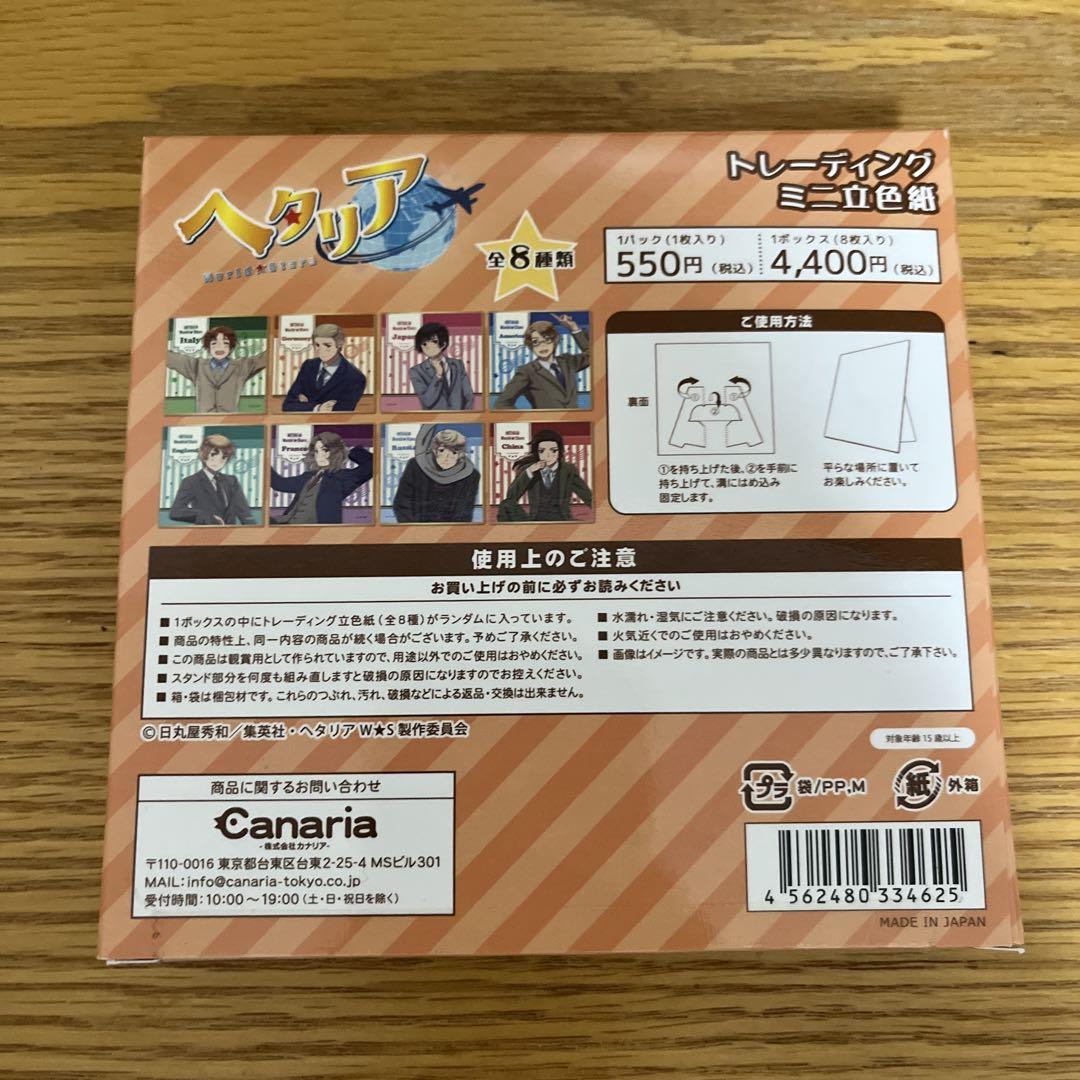 ヘタリア
World★Stars
トレーディング
ミニ立色紙
全8種類
1パック(1枚入り)
550円(税込)
1ボックス(8枚入り)
4,400円(税込)
Italy
Germany
Japan
America
England
France
Russia
China
ご使用方法
裏面
①
①
②
①を持ち上げた後、②を手前に
持ち上げて、溝にはめ込み
固定します。
平らな場所に置いて
お楽しみください。
使用上のご注意
お買い上げの前に必ずお読みください
■1ボックスの中にトレーディング立色紙(全8種)がランダムに入っています。
■商品の特性上、同一内容の商品が続く場合がございます。予めご了承ください。
■この商品は観賞用として作られていますので、用途以外でのご使用はおやめください。
■スタンド部分を何度も組み直しますと破損の原因になりますのでお控えください。
■箱・袋は梱包材です。これらのつぶれ、汚れ、破損などによる返品・交換は出来ません。
■水濡れ・湿気にご注意ください。破損の原因になります。
■火気近くでのご使用はおやめください。
■画像はイメージです。実際の商品とは多少異なりますので、ご了承下さい。
©日丸屋秀和／集英社・ヘタリアW★S製作委員会
対象年齢15歳以上
商品に関するお問い合わせ
Canaria
-株式会社カナリア-
〒110-0016 東京都台東区台東2-25-4 MSビル301
MAIL：info@canaria-tokyo.co.jp
受付時間：10:00～19:00(土・日・祝日を除く)
プラ 袋/PP,M
紙 外箱
4 562480 334625
MADE IN JAPAN